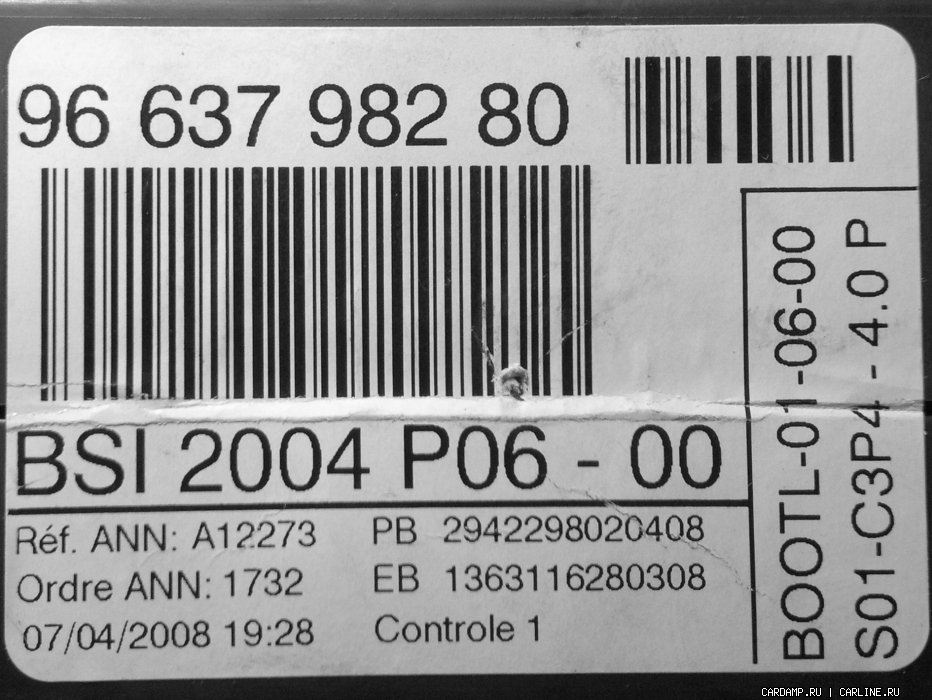 96 637 982 80
BSI 2004 P06 - 00
Réf. ANN: A12273
PB 2942298020408
Ordre ANN: 1732
EB 1363116280308
07/04/2008 19:28
Controle 1
BOOTL-01-06-00
S01-C3P4 - 4.0 P
CARDAMP.RU | CARLINE.RU